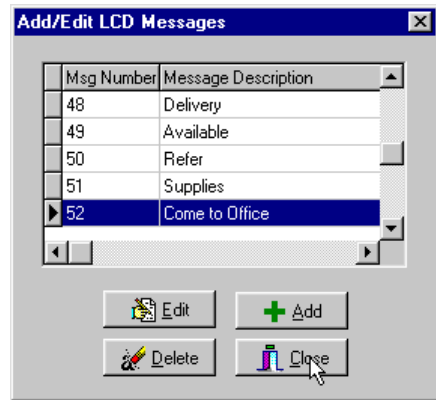 Add/Edit LCD Messages
Msg Number Message Description
48 Delivery
49 Available
50 Refer
51 Supplies
52 Come to Office
Edit Add
Delete Close